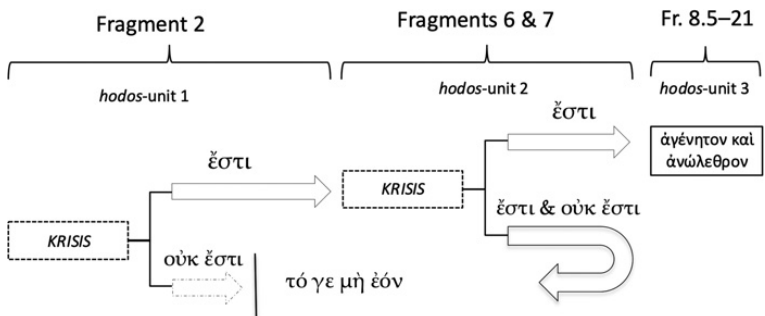 Fragment 2
Fragments 6 & 7
Fr. 8.5–21
hodos-unit 1
hodos-unit 2
hodos-unit 3
ἔστι
ἔστι
ἀγένητον καὶ
ἀνώλεθρον
KRISIS
KRISIS
ἔστι & οὐκ ἔστι
οὐκ ἔστι
τό γε μὴ ἐόν